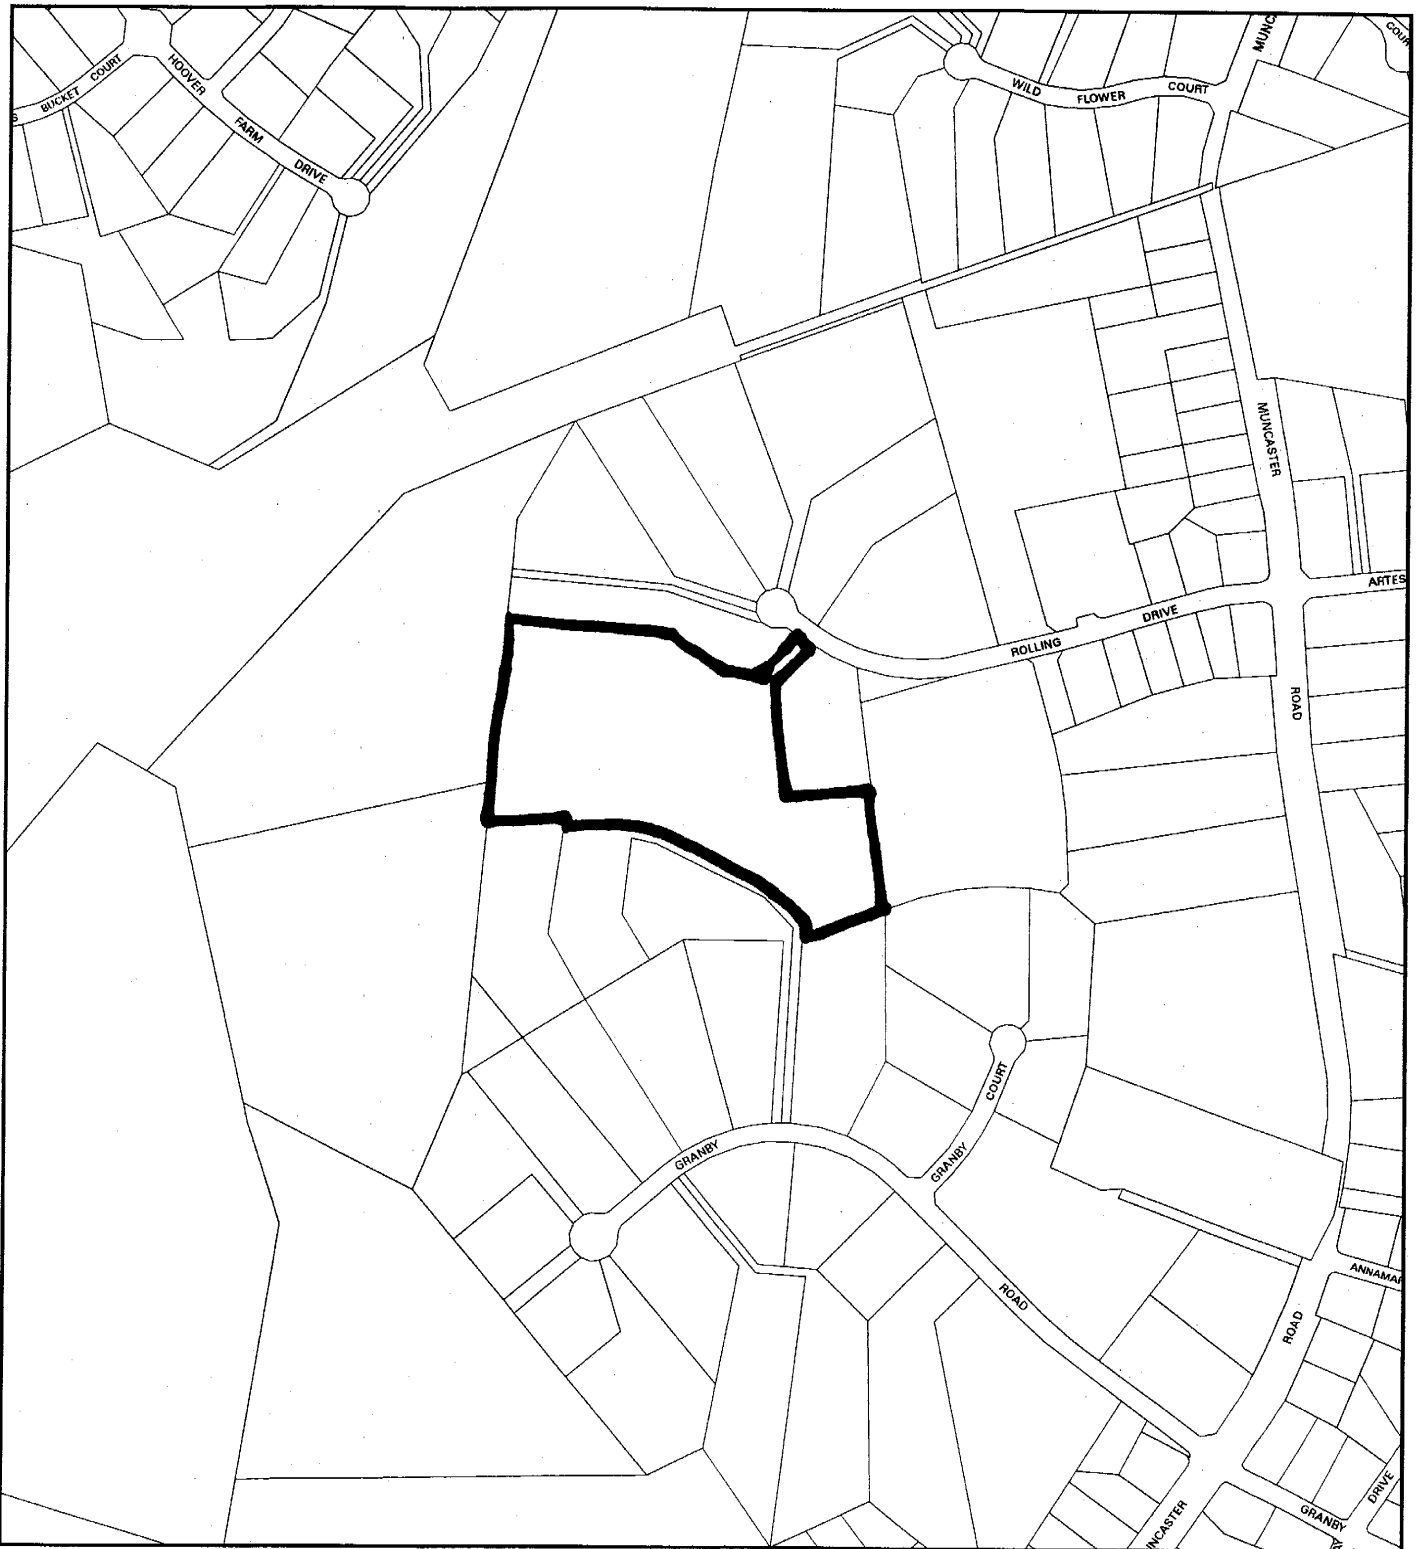 MUNC
COUR
WILD FLOWER COURT
BUCKET COURT
HOOVER FARM DRIVE
MUNCASTER
ROAD
ARTES
ROLLING DRIVE
COURT
GRANBY
GRANBY
ROAD
ANNAMAR
ROAD
DRIVE
GRANBY
NCASTER